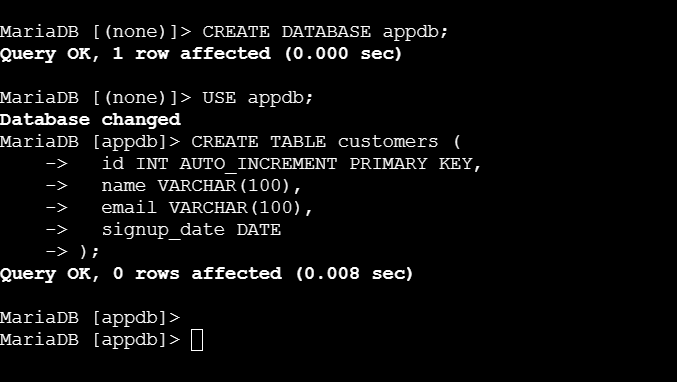 MariaDB [(none)]> CREATE DATABASE appdb;
Query OK, 1 row affected (0.000 sec)

MariaDB [(none)]> USE appdb;
Database changed
MariaDB [appdb]> CREATE TABLE customers (
    ->   id INT AUTO_INCREMENT PRIMARY KEY,
    ->   name VARCHAR(100),
    ->   email VARCHAR(100),
    ->   signup_date DATE
    -> );
Query OK, 0 rows affected (0.008 sec)

MariaDB [appdb]>
MariaDB [appdb]>